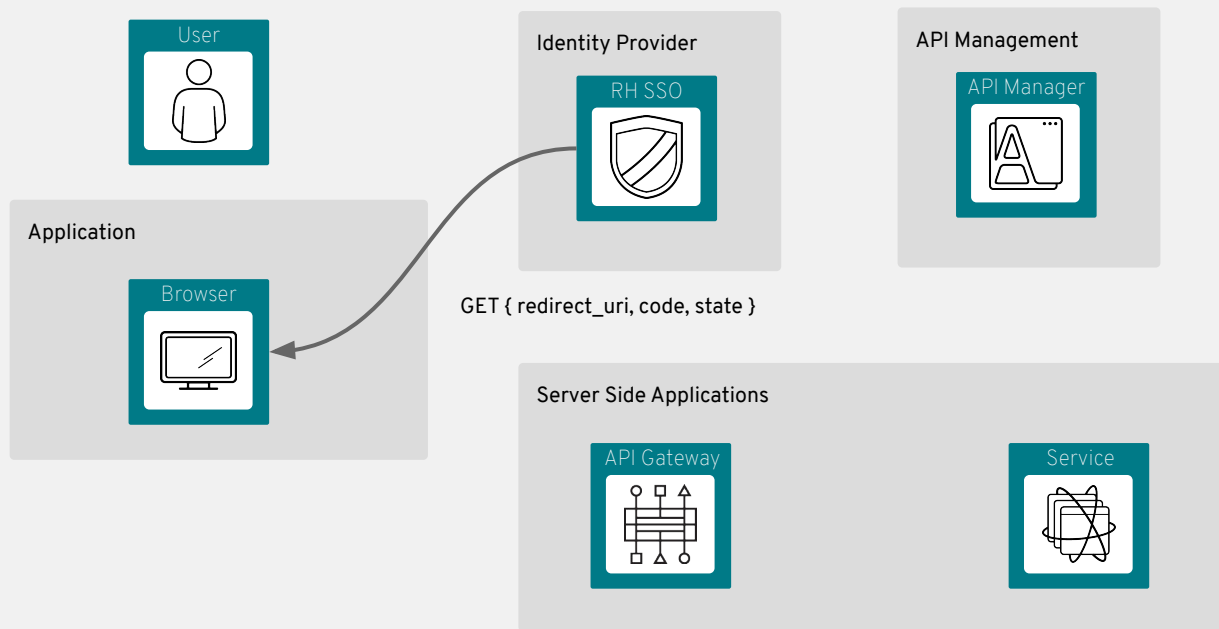 User
Identity Provider
RH SSO
API Management
API Manager
Application
Browser
GET { redirect_uri, code, state }
Server Side Applications
API Gateway
Service